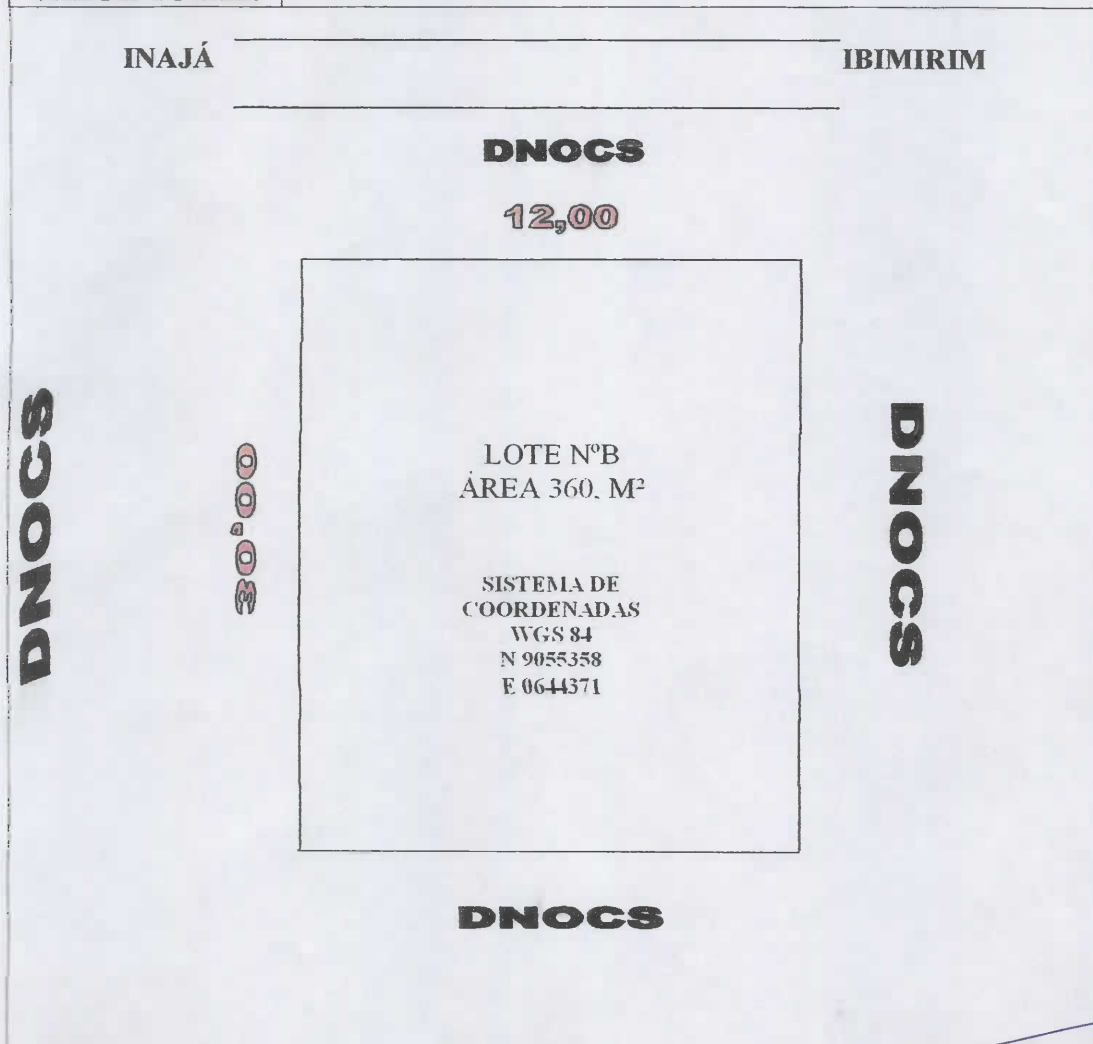 INAJÁ
IBIMIRIM
DNOCS
12,00
DNOCS
30,00
LOTE NºB
ÁREA 360, M²
DNOCS
SISTEMA DE
COORDENADAS
WGS 84
N 9055358
E 0644371
DNOCS